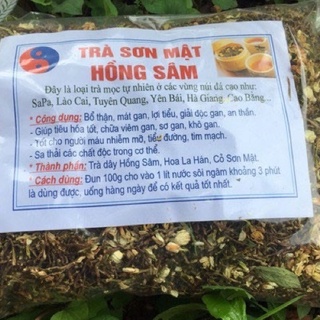 TRÀ SƠN MẬT
HỒNG SÂM
Đây là loại trà mọc tự nhiên ở các vùng núi đá cao như:
SaPa, Lào Cai, Tuyên Quang, Yên Bái, Hà Giang, Cao Bằng...
• Công dụng: Bổ thận, mát gan, lợi tiểu, giải độc gan, an thần.
- Giúp tiêu hóa tốt, chữa viêm gan, sơ gan, khô gan.
- Tốt cho người máu nhiễm mỡ, tiểu đường, tim mạch.
- Sa thải các chất độc trong cơ thể.
* Thành phần: Trà dây Hồng Sâm, Hoa La Hán, Cỏ Sơn Mật.
* Cách dùng: Đun 100g cho vào 1 lít nước sôi ngâm khoảng 3 phút
là dùng được, uống hàng ngày để có kết quả tốt nhất.